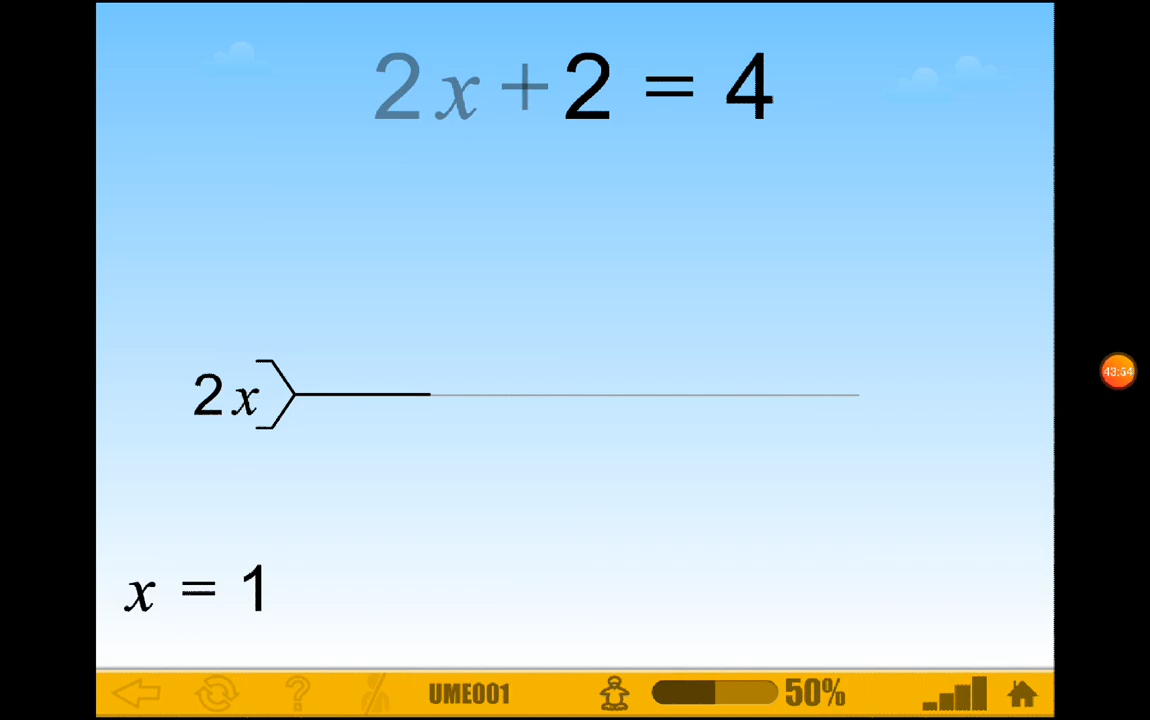 2x + 2 = 4
2x
43:54
x = 1
? UME001 50%